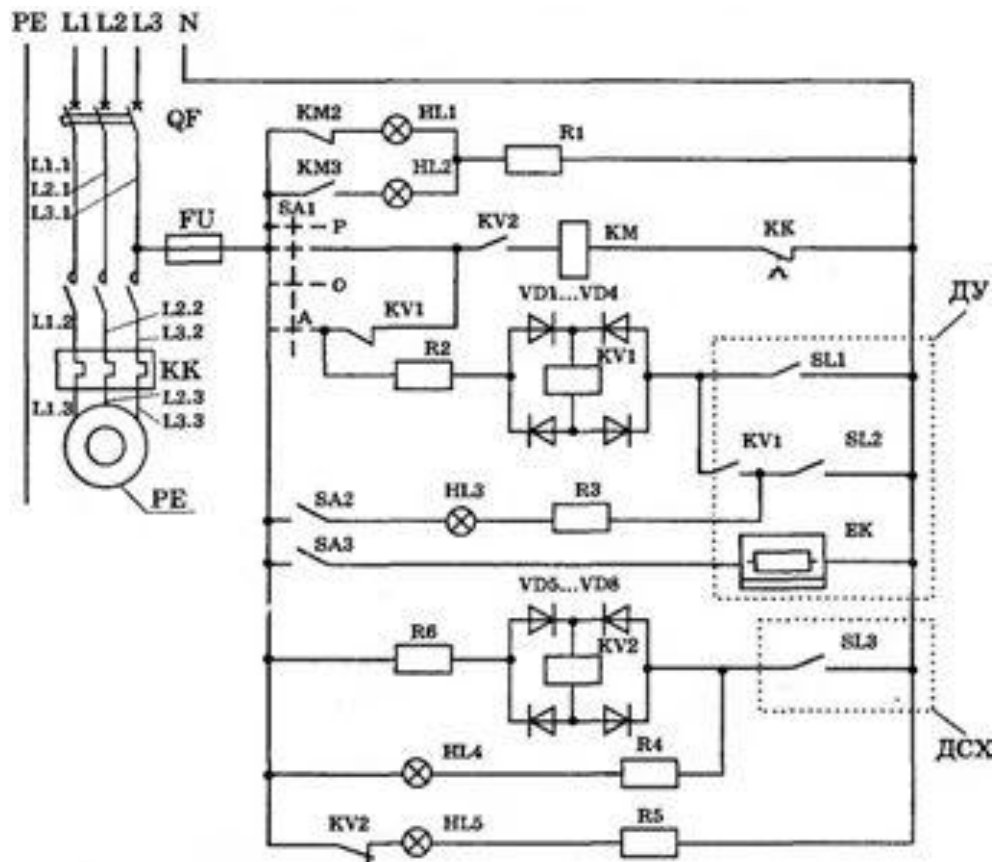 PE L1 L2 L3 N
QF
KM2 HL1 R1
L1.1
L2.1
L3.1
KM3 HL2
FU
SA1 P
KV2 KM KK
O
VD1...VD4
ДУ
A KV1
L1.2 L2.2
L3.2
R2 KV1 SL1
KK
L2.3
L1.3 L3.3
KV1 SL2
PE
SA2 HL3 R3
EK
SA3
VD5...VD8
R6 KV2 SL3
ДСХ
HL4 R4
KV2 HL5 R5